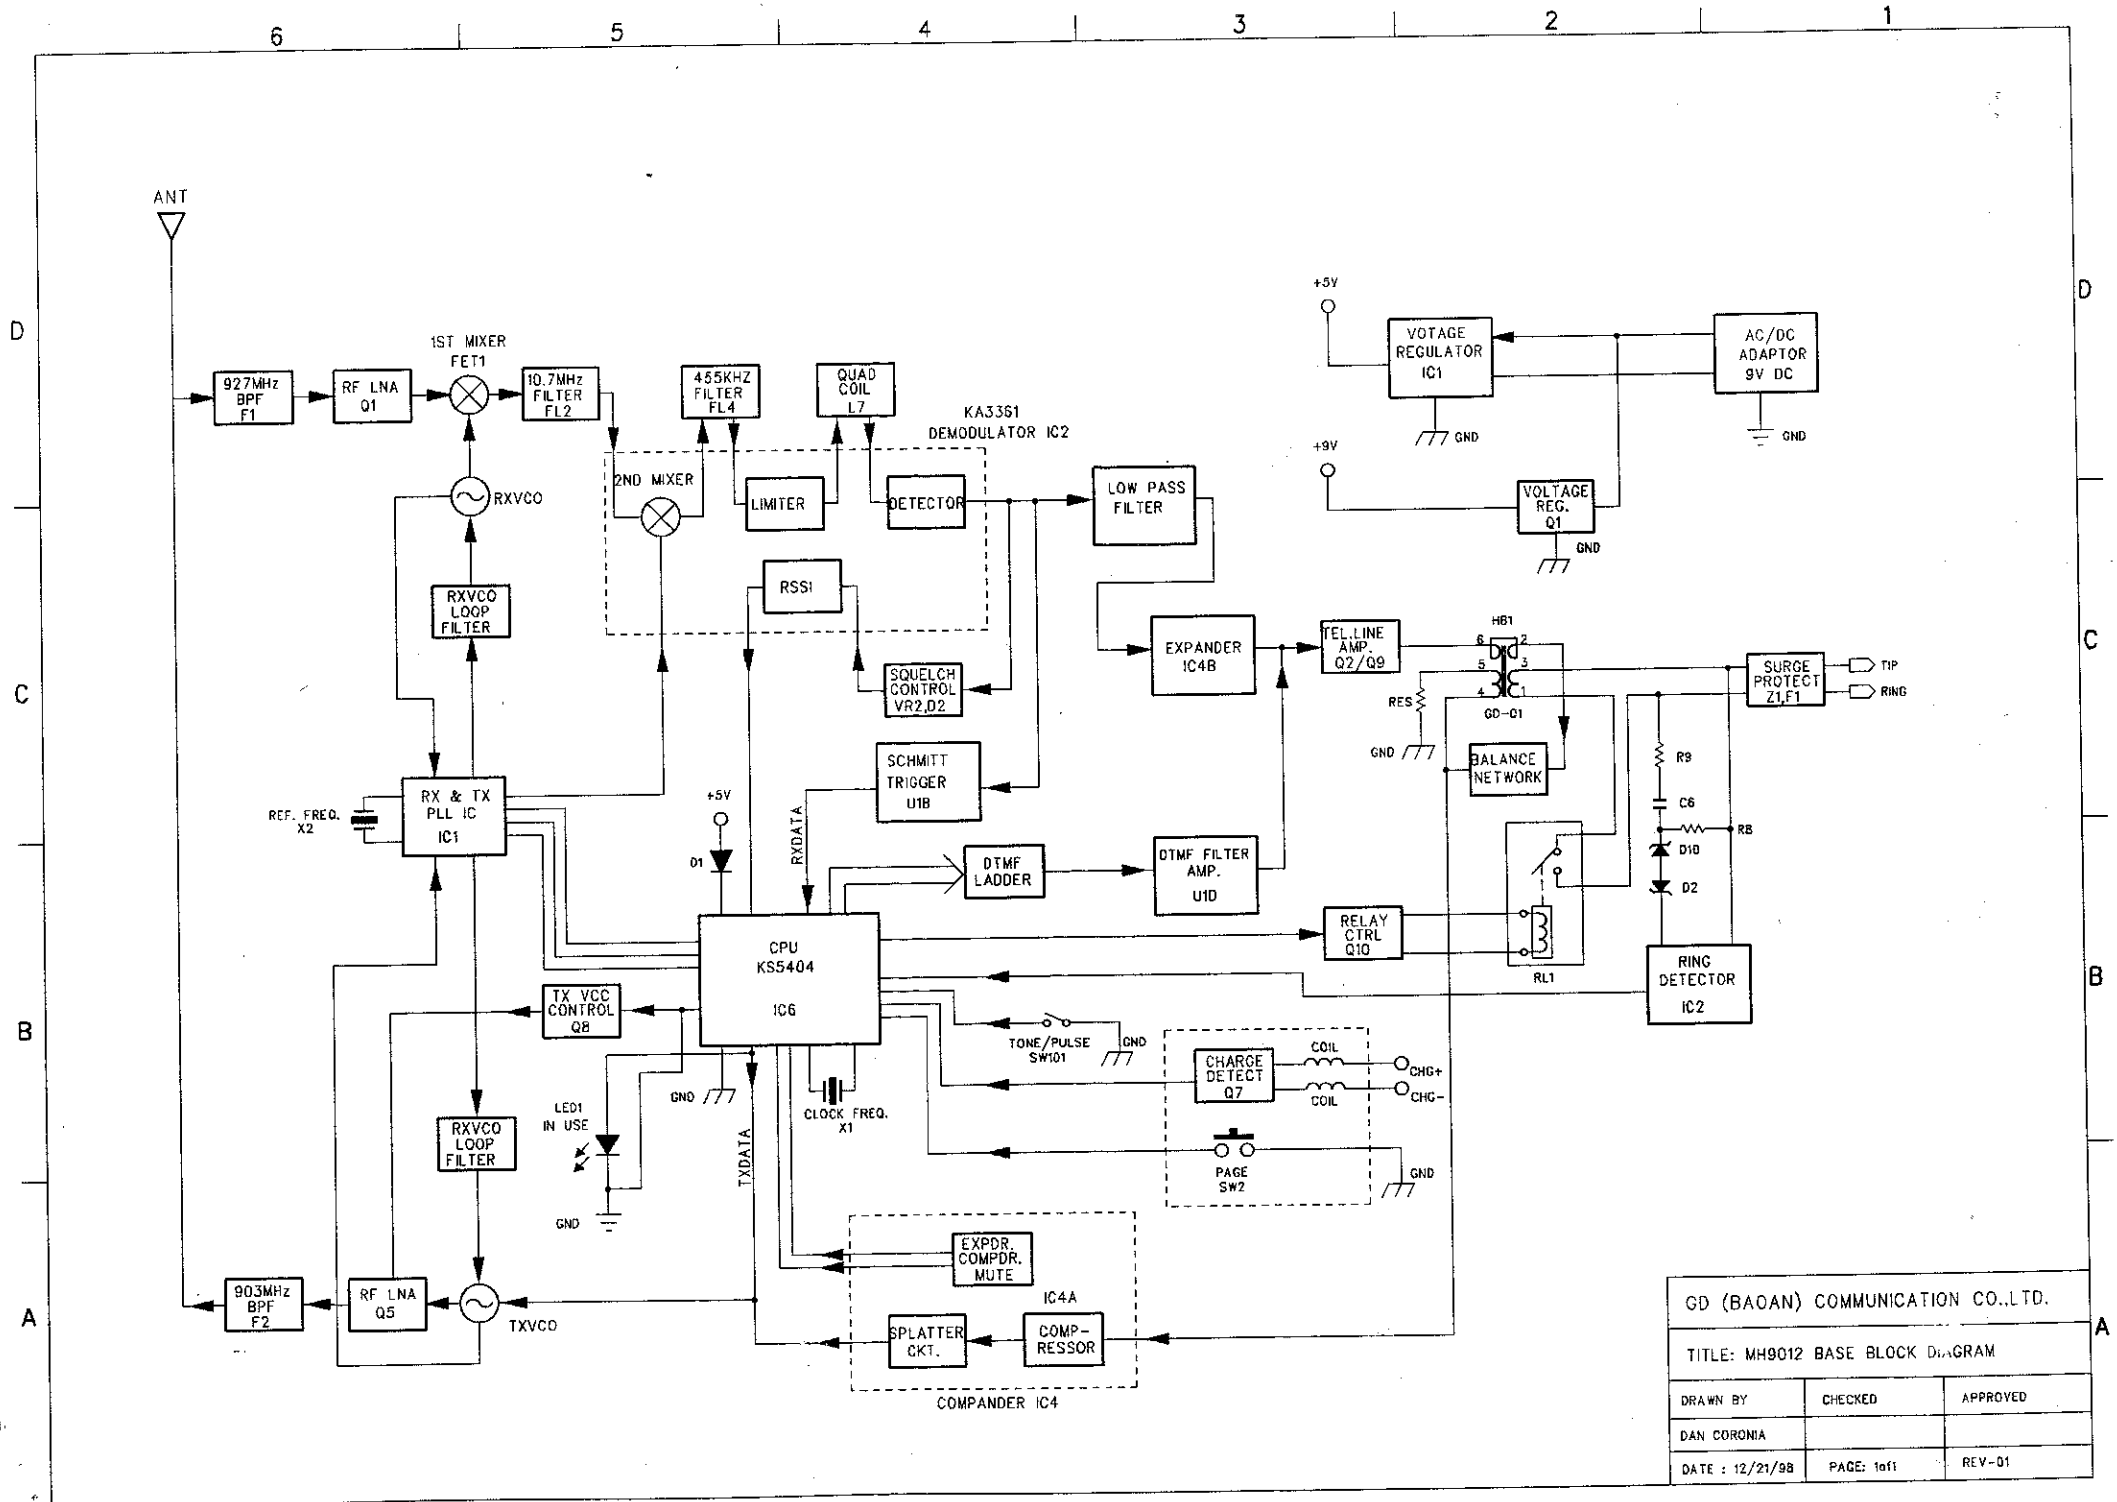 6 5 4 3 2 1
ANT
D
D
1ST MIXER
FET1
927MHz
BPF
F1
RF LNA
Q1
10.7MHz
FILTER
FL2
455KHZ
FILTER
FL4
QUAD
COIL
L7
KA3361
DEMODULATOR IC2
+5V
VOTAGE
REGULATOR
IC1
AC/DC
ADAPTOR
9V DC
GND
GND
+9V
VOLTAGE
REG.
Q1
GND
RXVCO
2ND MIXER
LIMITER
DETECTOR
LOW PASS
FILTER
RSSI
RXVCO
LOOP
FILTER
C
C
SQUELCH
CONTROL
VR2,D2
EXPANDER
IC4B
TEL.LINE
AMP.
Q2/Q9
HB1
6 2
5 3
4 1
GD-01
RES
GND
SURGE
PROTECT
Z1,F1
TIP
RING
BALANCE
NETWORK
R9
C6
R8
D10
D2
SCHMITT
TRIGGER
U1B
RXDATA
REF. FREQ.
X2
RX & TX
PLL IC
IC1
+5V
D1
DTMF
LADDER
DTMF FILTER
AMP.
U1D
CPU
KS5404
IC6
RELAY
CTRL
Q10
RL1
RING
DETECTOR
IC2
B
B
TX VCC
CONTROL
Q8
TONE/PULSE
SW101
GND
CHARGE
DETECT
Q7
COIL
COIL
CHG+
CHG-
GND
CLOCK FREQ.
X1
LED1
IN USE
GND
TXDATA
RXVCO
LOOP
FILTER
PAGE
SW2
GND
EXPDR.
COMPDR.
MUTE
IC4A
903MHz
BPF
F2
RF LNA
Q5
TXVCO
SPLATTER
CKT.
COMP-
RESSOR
COMPANDER IC4
A
A
GD (BAOAN) COMMUNICATION CO.,LTD.
TITLE: MH9012 BASE BLOCK DIAGRAM
DRAWN BY CHECKED APPROVED
DAN CORONIA
DATE : 12/21/98 PAGE: 1of1 REV-01